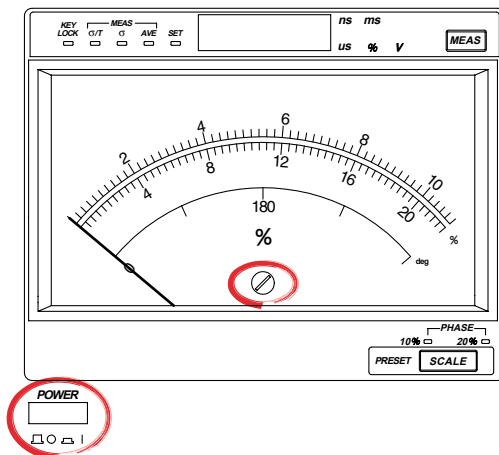 KEY LOCK
MEAS
σ/T σ AVE SET
ns ms
us % V
MEAS
2 4 6 8 10 %
4 8 12 16 20
180
deg
%
PHASE
10% 20%
PRESET SCALE
POWER